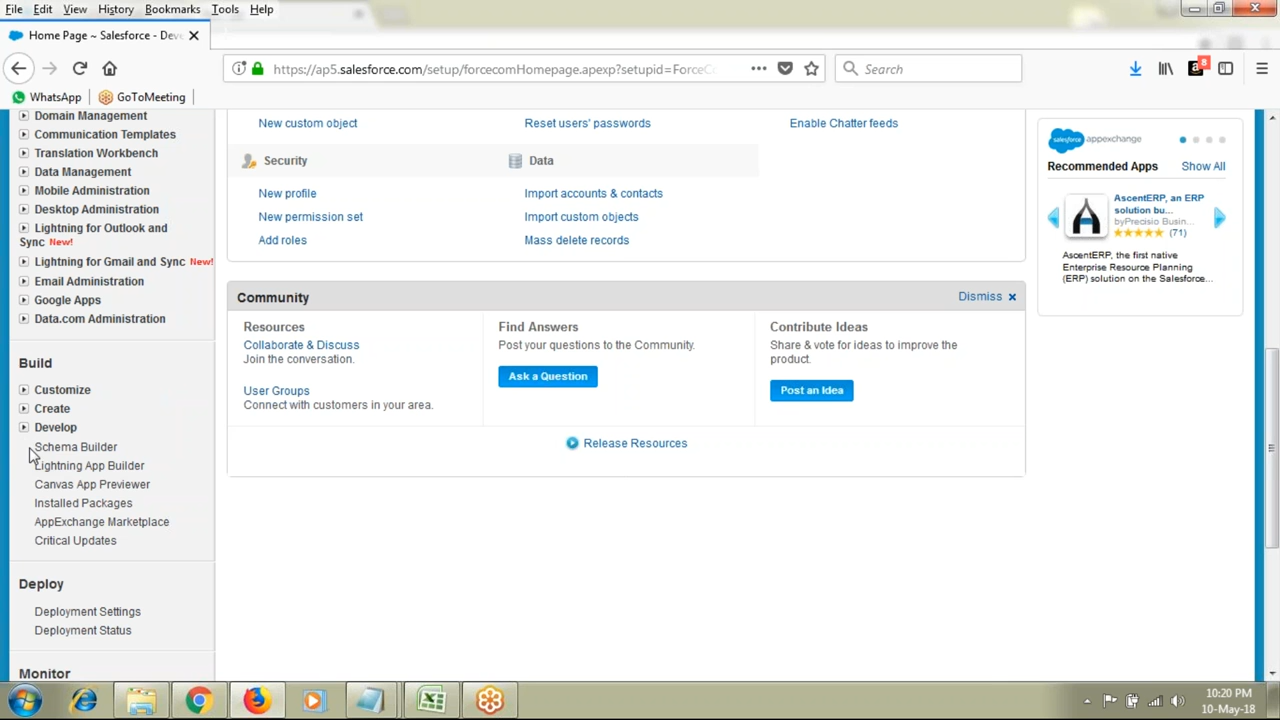 File Edit View History Bookmarks Tools Help
Home Page ~ Salesforce - Deve
https://ap5.salesforce.com/setup/forcecomHomepage.apexp?setupid=ForceCo
Search
8
WhatsApp
GoToMeeting
Domain Management
Communication Templates
Translation Workbench
Data Management
Mobile Administration
Desktop Administration
Lightning for Outlook and
Sync New!
Lightning for Gmail and Sync New!
Email Administration
Google Apps
Data.com Administration
Build
Customize
Create
Develop
Schema Builder
Lightning App Builder
Canvas App Previewer
Installed Packages
AppExchange Marketplace
Critical Updates
Deploy
Deployment Settings
Deployment Status
Monitor
New custom object
Reset users' passwords
Enable Chatter feeds
Security
Data
New profile
Import accounts & contacts
New permission set
Import custom objects
Add roles
Mass delete records
Community
Dismiss x
Resources
Collaborate & Discuss
Join the conversation.
User Groups
Connect with customers in your area.
Find Answers
Post your questions to the Community.
Ask a Question
Contribute Ideas
Share & vote for ideas to improve the
product.
Post an Idea
Release Resources
salesforce appexchange
Recommended Apps Show All
AscentERP, an ERP
solution bu...
byPrecisio Busin...
(71)
AscentERP, the first native
Enterprise Resource Planning
(ERP) solution on the Salesforce...
10:20 PM
10-May-18